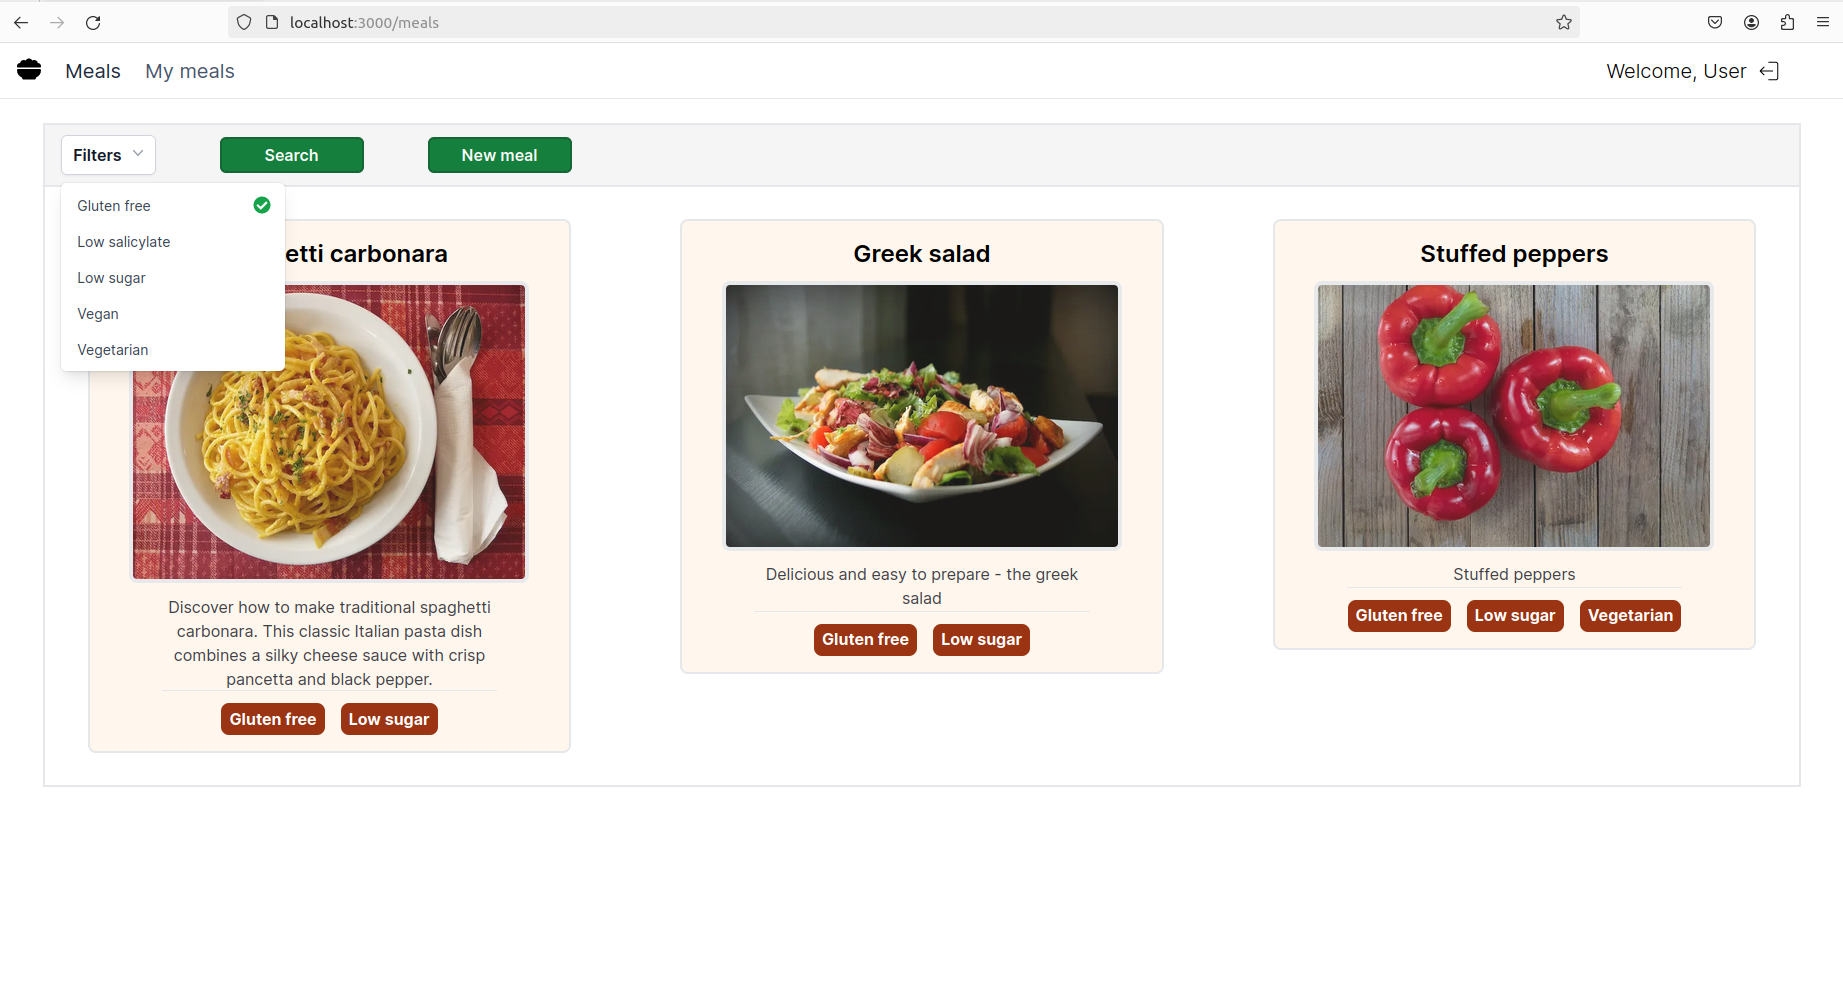 localhost:3000/meals
Meals My meals
Welcome, User
Filters Search New meal
Gluten free
Low salicylate
Low sugar
Vegan
Vegetarian
etti carbonara
Discover how to make traditional spaghetti
carbonara. This classic Italian pasta dish
combines a silky cheese sauce with crisp
pancetta and black pepper.
Gluten free Low sugar
Greek salad
Delicious and easy to prepare - the greek
salad
Gluten free Low sugar
Stuffed peppers
Stuffed peppers
Gluten free Low sugar Vegetarian